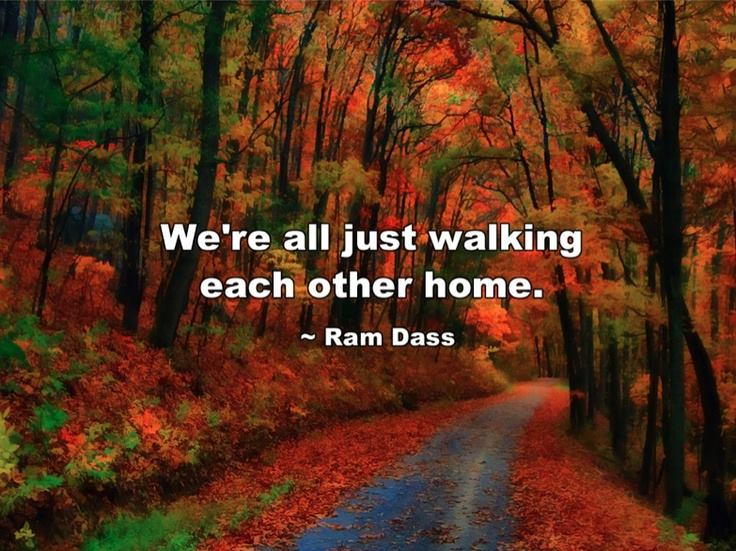 We're all just walking
each other home.
~ Ram Dass